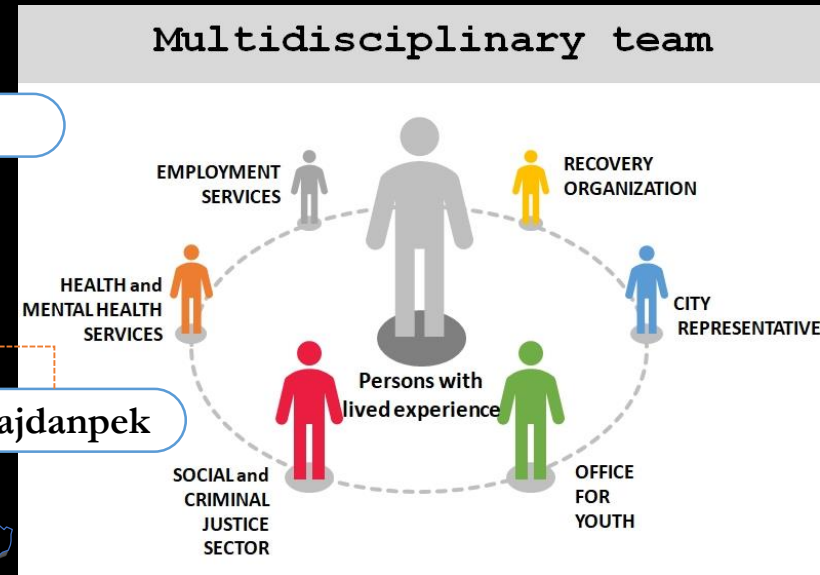 Multidisciplinary team
EMPLOYMENT
SERVICES
RECOVERY
ORGANIZATION
HEALTH and
MENTAL HEALTH
SERVICES
CITY
REPRESENTATIVE
Persons with
lived experience
ajdanpek
SOCIAL and
CRIMINAL
JUSTICE
SECTOR
OFFICE
FOR
YOUTH